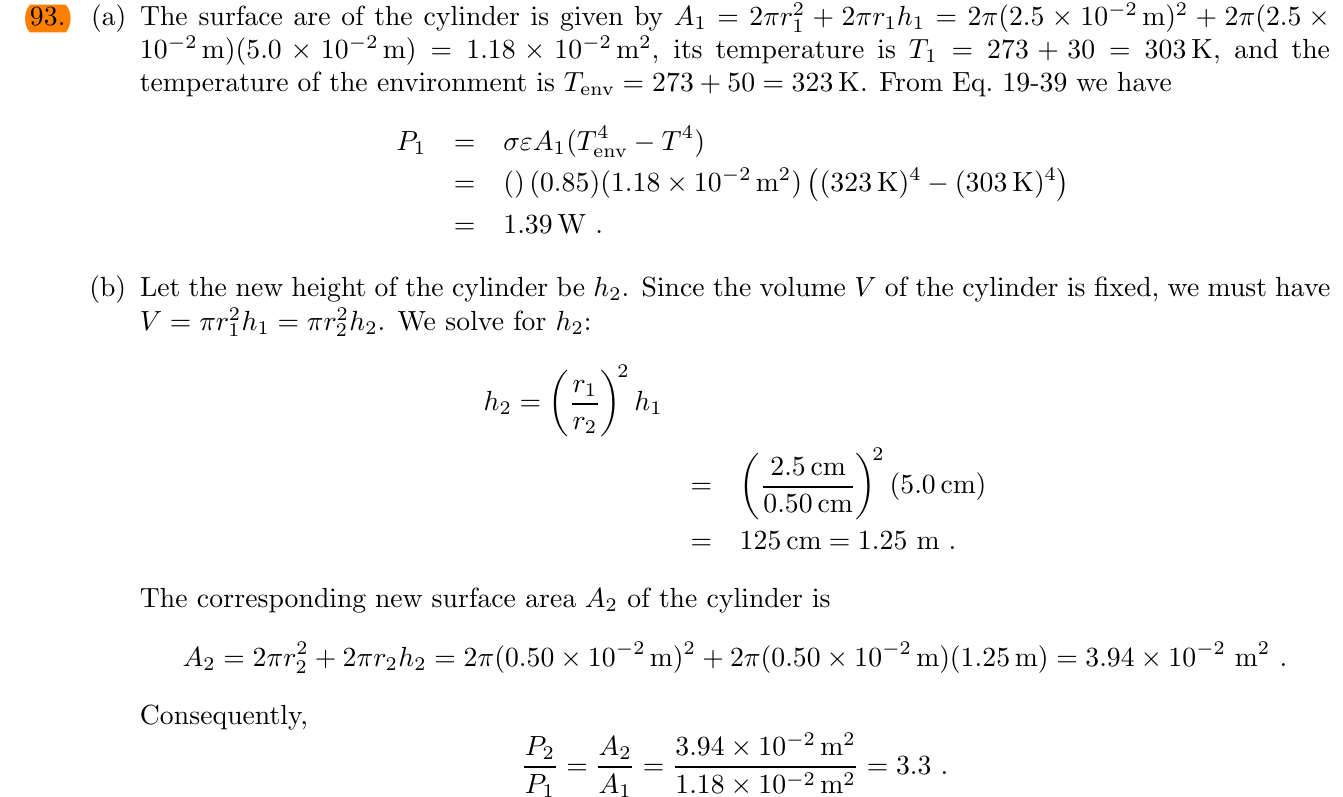 93. (a) The surface are of the cylinder is given by A₁ = 2πr₁² + 2πr₁h₁ = 2π(2.5 × 10⁻² m)² + 2π(2.5 ×
10⁻² m)(5.0 × 10⁻² m) = 1.18 × 10⁻² m², its temperature is T₁ = 273 + 30 = 303 K, and the
temperature of the environment is T_env = 273 + 50 = 323 K. From Eq. 19-39 we have
P₁ = σεA₁(T⁴_env − T⁴)
= () (0.85)(1.18 × 10⁻² m²) ((323 K)⁴ − (303 K)⁴)
= 1.39 W .
(b) Let the new height of the cylinder be h₂. Since the volume V of the cylinder is fixed, we must have
V = πr₁²h₁ = πr₂²h₂. We solve for h₂:
h₂ = (r₁/r₂)² h₁
= (2.5 cm/0.50 cm)² (5.0 cm)
= 125 cm = 1.25 m .
The corresponding new surface area A₂ of the cylinder is
A₂ = 2πr₂² + 2πr₂h₂ = 2π(0.50 × 10⁻² m)² + 2π(0.50 × 10⁻² m)(1.25 m) = 3.94 × 10⁻² m² .
Consequently,
P₂/P₁ = A₂/A₁ = 3.94 × 10⁻² m²/1.18 × 10⁻² m² = 3.3 .